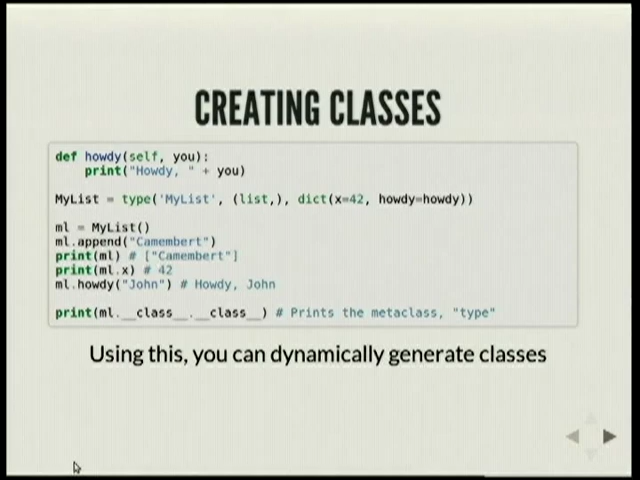 CREATING CLASSES
def howdy(self, you):
    print("Howdy, " + you)
MyList = type('MyList', (list,), dict(x=42, howdy=howdy))
ml = MyList()
ml.append("Camembert")
print(ml) # ["Camembert"]
print(ml.x) # 42
ml.howdy("John") # Howdy, John
print(ml.__class__.__class__) # Prints the metaclass, "type"
Using this, you can dynamically generate classes